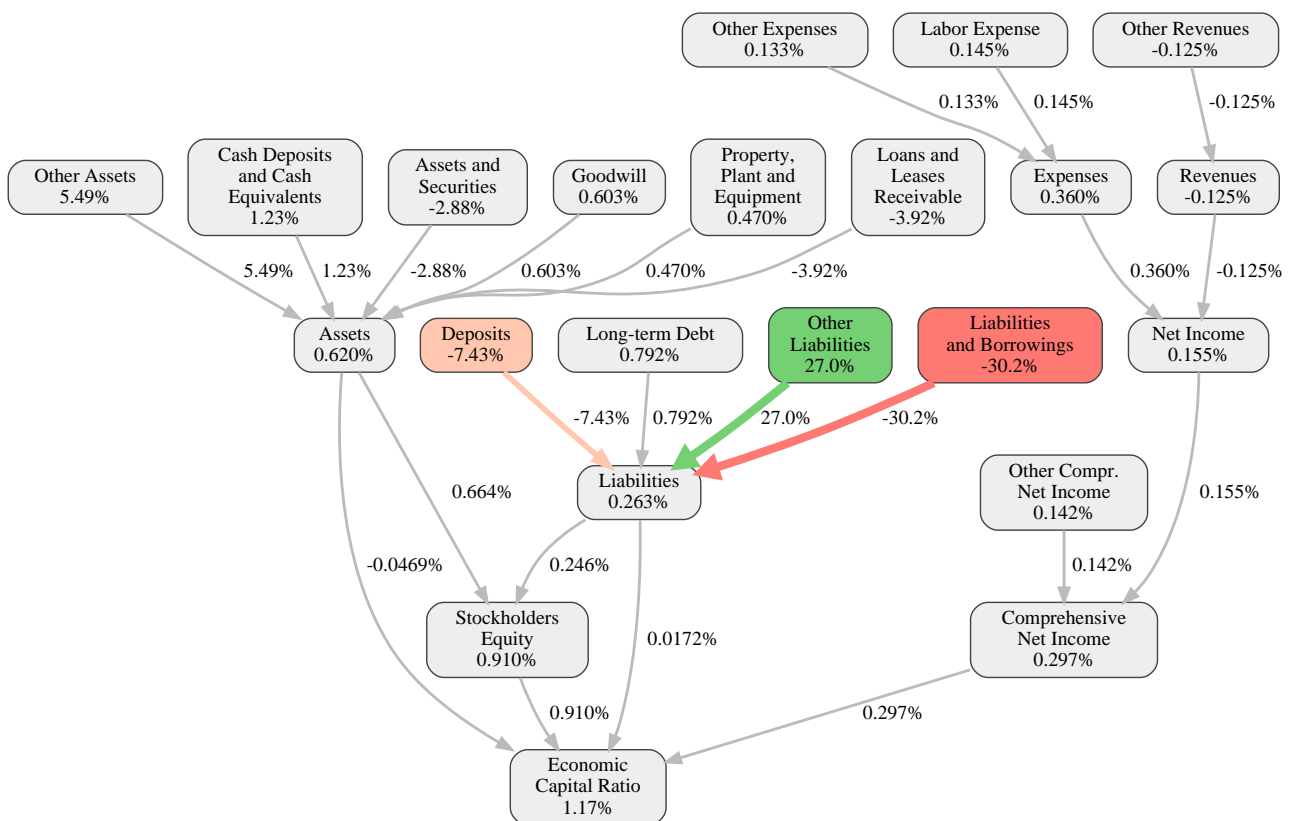 Other Expenses
0.133%
Labor Expense
0.145%
Other Revenues
-0.125%
0.133%
0.145%
-0.125%
Other Assets
5.49%
Cash Deposits
and Cash
Equivalents
1.23%
Assets and
Securities
-2.88%
Goodwill
0.603%
Property,
Plant and
Equipment
0.470%
Loans and
Leases
Receivable
-3.92%
Expenses
0.360%
Revenues
-0.125%
5.49%
1.23%
-2.88%
0.603%
0.470%
-3.92%
0.360%
-0.125%
Assets
0.620%
Deposits
-7.43%
Long-term Debt
0.792%
Other
Liabilities
27.0%
Liabilities
and Borrowings
-30.2%
Net Income
0.155%
-7.43%
0.792%
27.0%
-30.2%
Liabilities
0.263%
Other Compr.
Net Income
0.142%
0.664%
0.155%
-0.0469%
0.246%
0.142%
Stockholders
Equity
0.910%
0.0172%
Comprehensive
Net Income
0.297%
0.910%
0.297%
Economic
Capital Ratio
1.17%